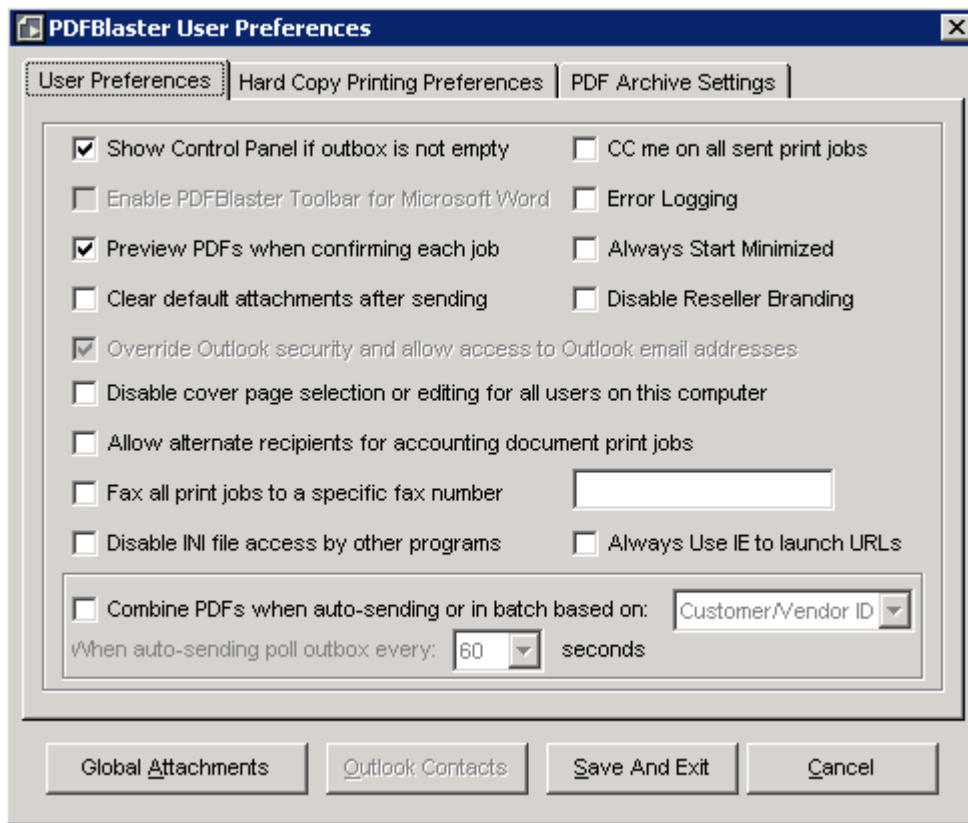 PDFBlaster User Preferences
User Preferences
Hard Copy Printing Preferences
PDF Archive Settings
Show Control Panel if outbox is not empty
CC me on all sent print jobs
Enable PDFBlaster Toolbar for Microsoft Word
Error Logging
Preview PDFs when confirming each job
Always Start Minimized
Clear default attachments after sending
Disable Reseller Branding
Override Outlook security and allow access to Outlook email addresses
Disable cover page selection or editing for all users on this computer
Allow alternate recipients for accounting document print jobs
Fax all print jobs to a specific fax number
Disable INI file access by other programs
Always Use IE to launch URLs
Combine PDFs when auto-sending or in batch based on: Customer/Vendor ID
When auto-sending poll outbox every: 60 seconds
Global Attachments
Outlook Contacts
Save And Exit
Cancel